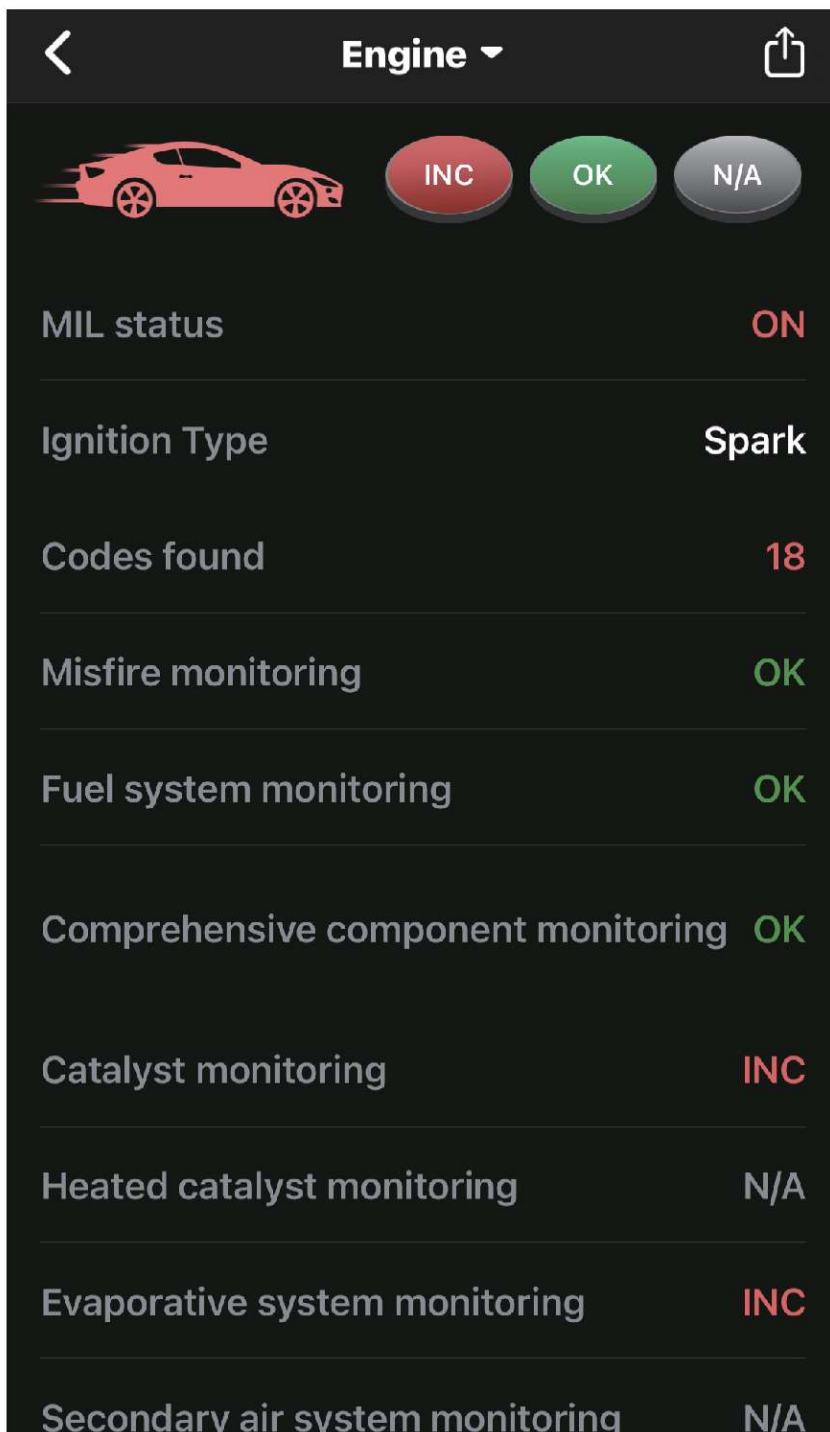 Engine
INC OK N/A
MIL status ON
Ignition Type Spark
Codes found 18
Misfire monitoring OK
Fuel system monitoring OK
Comprehensive component monitoring OK
Catalyst monitoring INC
Heated catalyst monitoring N/A
Evaporative system monitoring INC
Secondary air system monitoring N/A